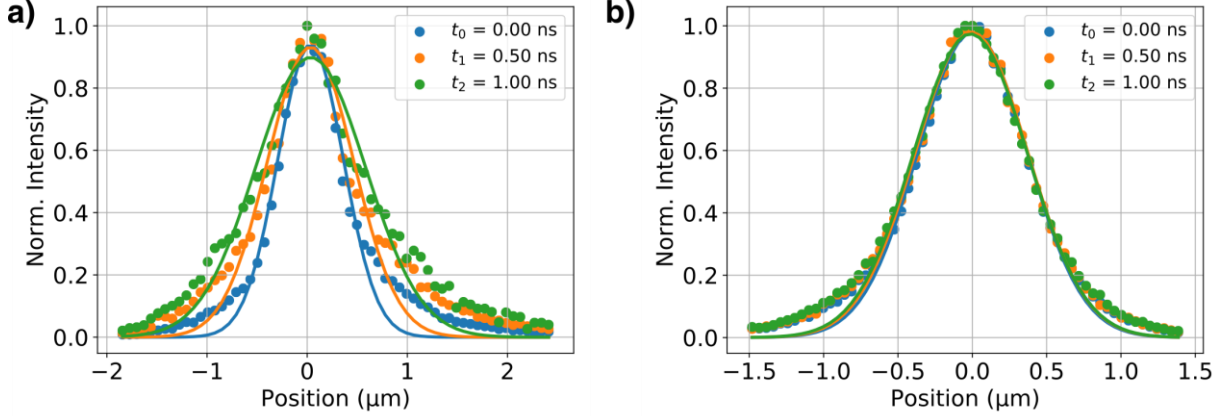 a)
Norm. Intensity
1.0
0.8
0.6
0.4
0.2
0.0
−2 −1 0 1 2
Position (µm)
t₀ = 0.00 ns
t₁ = 0.50 ns
t₂ = 1.00 ns
b)
Norm. Intensity
1.0
0.8
0.6
0.4
0.2
0.0
−1.5 −1.0 −0.5 0.0 0.5 1.0 1.5
Position (µm)
t₀ = 0.00 ns
t₁ = 0.50 ns
t₂ = 1.00 ns